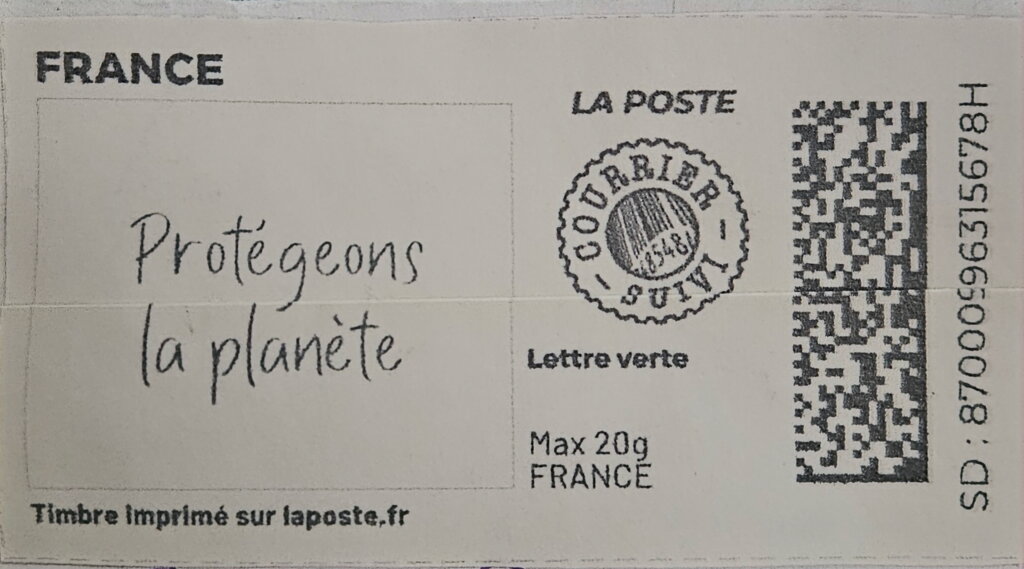 FRANCE
Protégeons
la planète
Timbre imprimé sur laposte.fr
LA POSTE
COURRIER
SUIVI
Lettre verte
Max 20g
FRANCE
SD : 87000596315678H